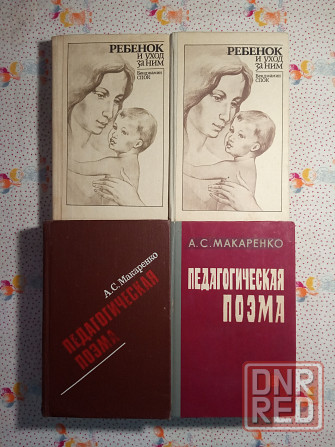 РЕБЕНОК
И УХОД
ЗА НИМ
Бенджамин
СПОК
РЕБЕНОК
И УХОД
ЗА НИМ
Бенджамин
СПОК
А.С. МАКАРЕНКО
ПЕДАГОГИЧЕСКАЯ
ПОЭМА
А.С. МАКАРЕНКО
ПЕДАГОГИЧЕСКАЯ
ПОЭМА
DNR
RED